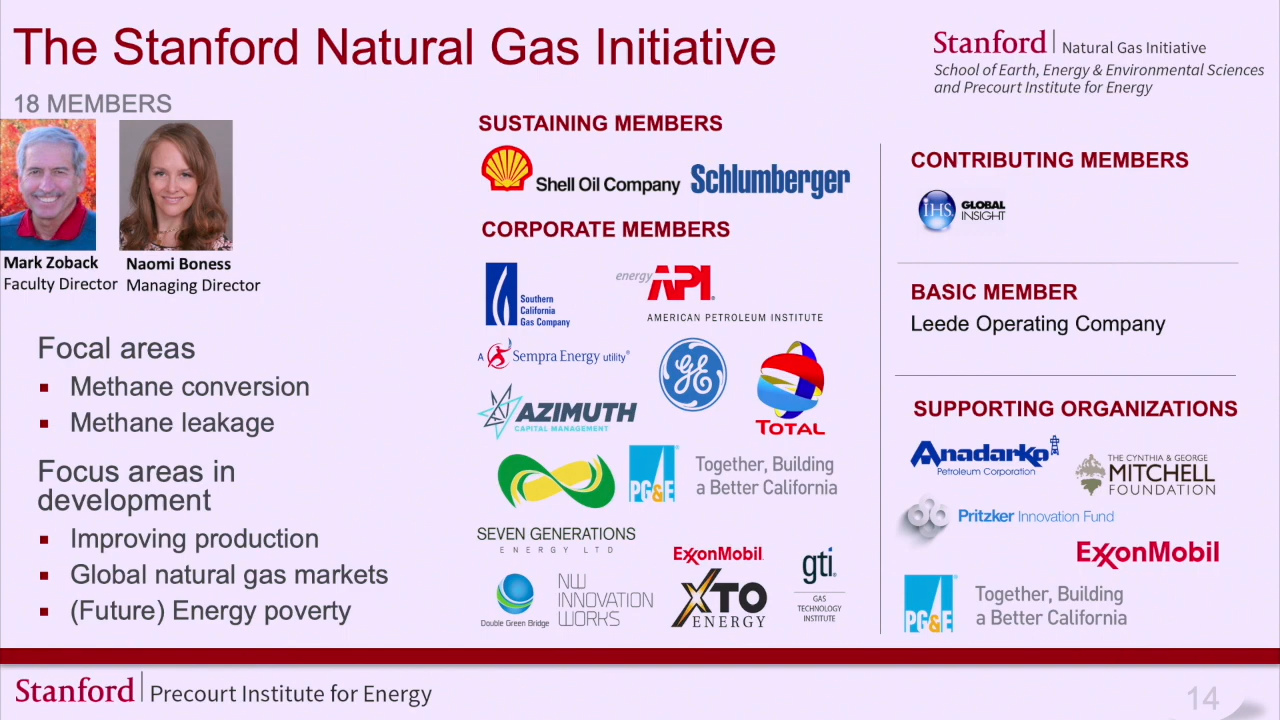 The Stanford Natural Gas Initiative
Stanford Natural Gas Initiative
School of Earth, Energy & Environmental Sciences
and Precourt Institute for Energy
18 MEMBERS
Mark Zoback
Faculty Director
Naomi Boness
Managing Director
Focal areas
Methane conversion
Methane leakage
Focus areas in
development
Improving production
Global natural gas markets
(Future) Energy poverty
SUSTAINING MEMBERS
Shell Oil Company
Schlumberger
CORPORATE MEMBERS
Southern
California
Gas Company
energy API
AMERICAN PETROLEUM INSTITUTE
A Sempra Energy utility®
GE
TOTAL
AZIMUTH
CAPITAL MANAGEMENT
PG&E
Together, Building
a Better California
SEVEN GENERATIONS
ENERGY LTD
Double Green Bridge
NW
INNOVATION
WORKS
ExxonMobil
XTO
ENERGY
gti
GAS
TECHNOLOGY
INSTITUTE
CONTRIBUTING MEMBERS
IHS GLOBAL
INSIGHT
BASIC MEMBER
Leede Operating Company
SUPPORTING ORGANIZATIONS
Anadarko
Petroleum Corporation
THE CYNTHIA & GEORGE
MITCHELL
FOUNDATION
Pritzker Innovation Fund
ExxonMobil
PG&E
Together, Building
a Better California
Stanford Precourt Institute for Energy
14